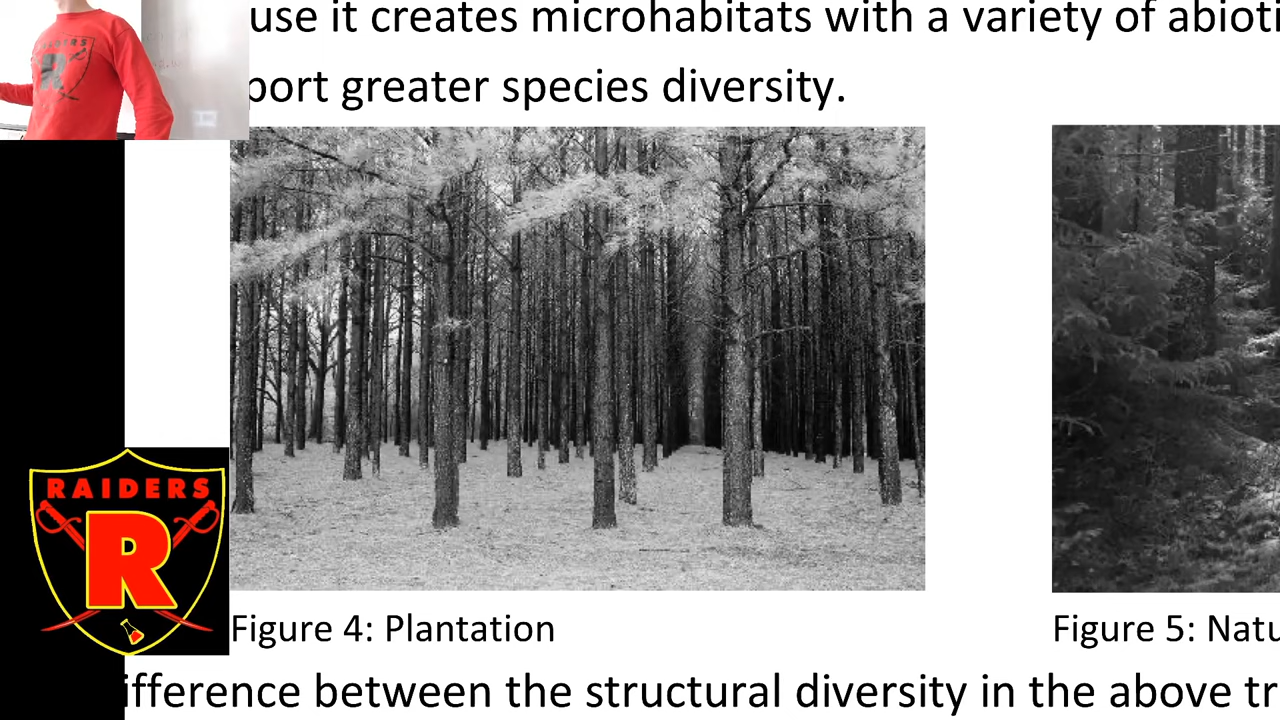 use it creates microhabitats with a variety of abioti
port greater species diversity.
RAIDERS
R
RAIDERS
R
Figure 4: Plantation
Figure 5: Natu
ifference between the structural diversity in the above tr